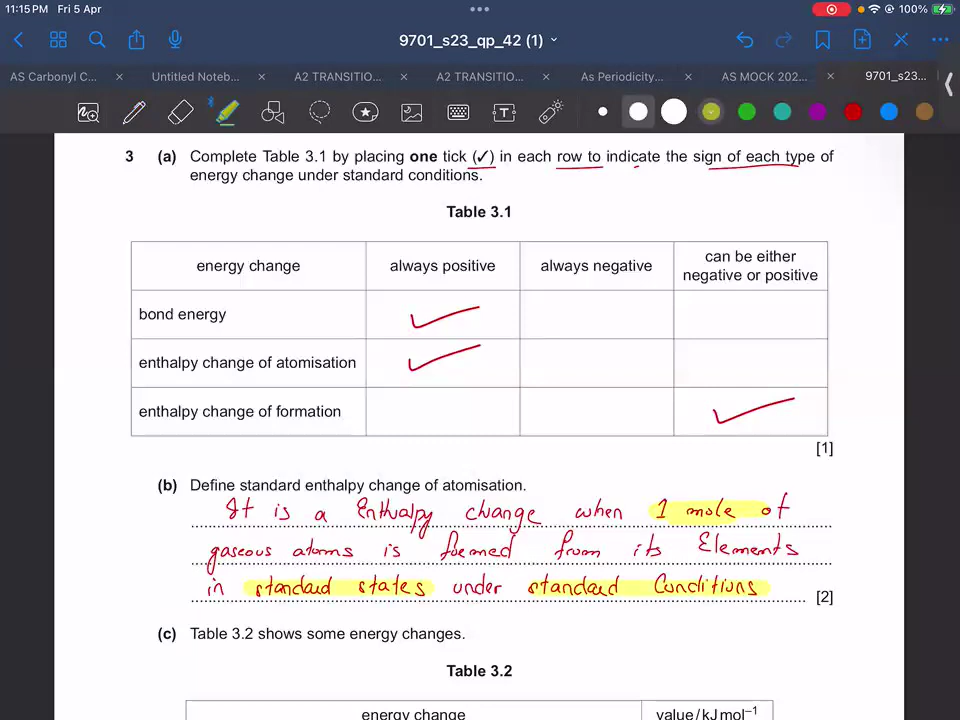 11:15 PM Fri 5 Apr 100%
9701_s23_qp_42 (1)
AS Carbonyl C... Untitled Noteb... A2 TRANSITIO... A2 TRANSITIO... As Periodicity... AS MOCK 202... 9701_s23...
3 (a) Complete Table 3.1 by placing one tick (✓) in each row to indicate the sign of each type of
energy change under standard conditions.
Table 3.1
energy change always positive always negative can be either
negative or positive
bond energy ✓
enthalpy change of atomisation ✓
enthalpy change of formation ✓
[1]
(b) Define standard enthalpy change of atomisation.
It is a Enthalpy change when 1 mole of
gaseous atoms is formed from its Elements
in standard states under standard Conditions [2]
(c) Table 3.2 shows some energy changes.
Table 3.2
energy change value / kJ mol⁻¹